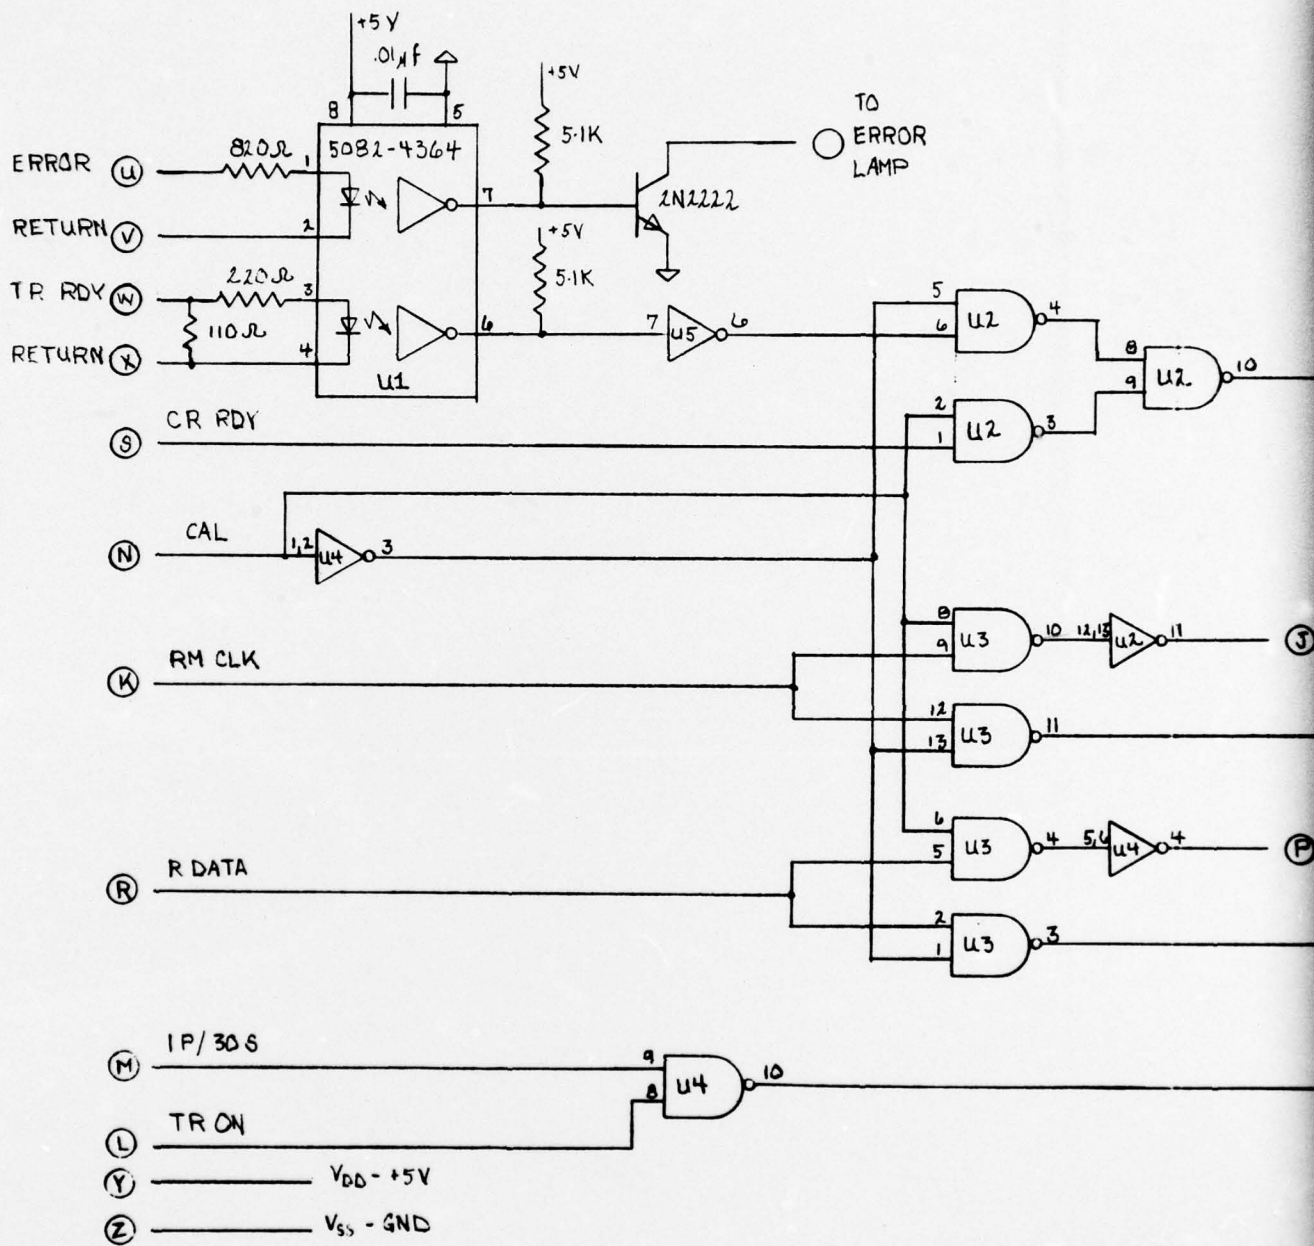 +5V
.01µf
8
5
+5V
5.1K
TO
ERROR
LAMP
ERROR U
820Ω
1
5082-4364
7
2N2222
RETURN V
2
+5V
5.1K
TR RDY W
220Ω
3
110Ω
6
7
U5
6
5
6
U2
4
RETURN X
4
U1
8
9
U2.
10
S
CR RDY
2
1
U2
3
N
CAL
1,2
U4
3
K
RM CLK
8
9
U3
10
12,13
U2
11
J
12
13
U3
11
R
R DATA
6
5
U3
4
5,6
U4
4
P
2
1
U3
3
M
1P/30S
9
8
U4
10
L
TR ON
Y
VDD - +5V
Z
VSS - GND